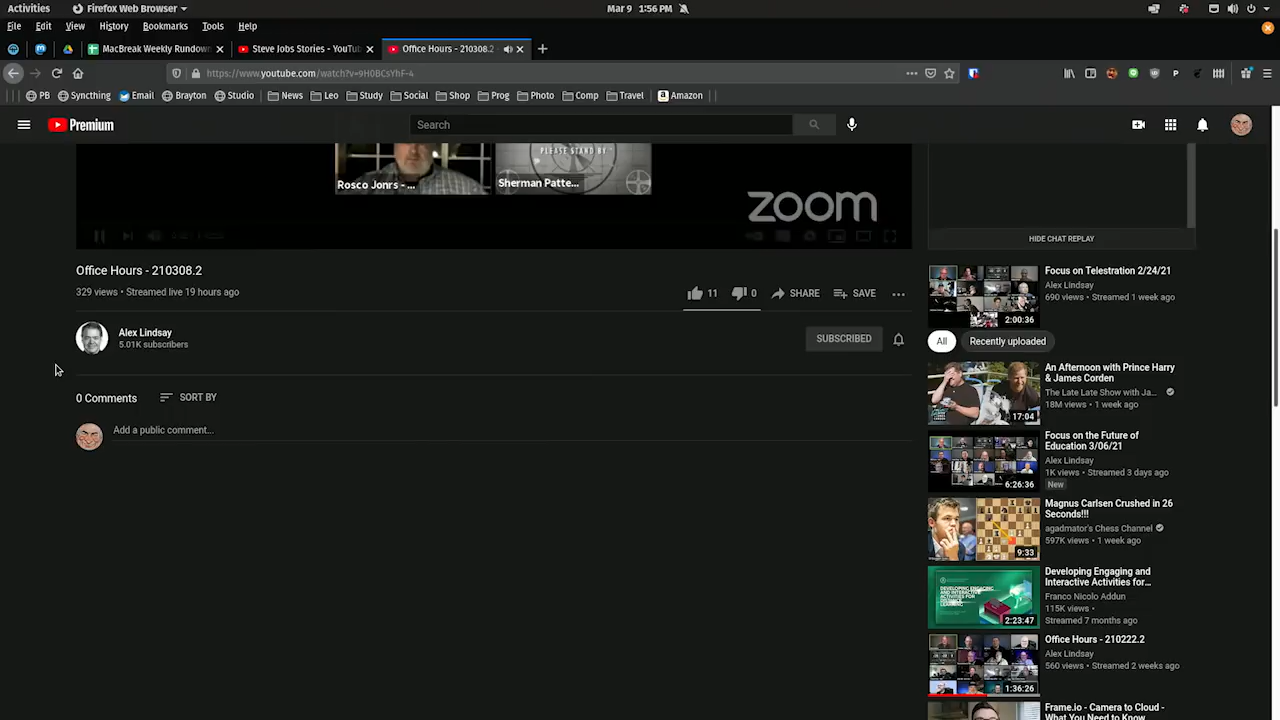 Activities
Firefox Web Browser
Mar 9 1:56 PM
File Edit View History Bookmarks Tools Help
MacBreak Weekly Rundown
Steve Jobs Stories - YouTu
Office Hours - 210308.2
https://www.youtube.com/watch?v=9H0BCsYhF-4
PB Syncthing Email Brayton Studio News Leo Study Social Shop Prog Photo Comp Travel Amazon
Premium
Search
PLEASE STAND BY
Rosco Jonrs - ...
Sherman Patte...
zoom
HIDE CHAT REPLAY
Office Hours - 210308.2
329 views • Streamed live 19 hours ago
11
0
SHARE
SAVE
Alex Lindsay
5.01K subscribers
SUBSCRIBED
0 Comments
SORT BY
Add a public comment...
Focus on Telestration 2/24/21
Alex Lindsay
690 views • Streamed 1 week ago
2:00:36
All
Recently uploaded
An Afternoon with Prince Harry
& James Corden
The Late Late Show with Ja...
18M views • 1 week ago
17:04
Focus on the Future of
Education 3/06/21
Alex Lindsay
1K views • Streamed 3 days ago
New
6:26:36
Magnus Carlsen Crushed in 26
Seconds!!!
agadmator's Chess Channel
597K views • 1 week ago
9:33
Developing Engaging and
Interactive Activities for...
Franco Nicolo Addun
115K views •
Streamed 7 months ago
DEVELOPING ENGAGING
AND INTERACTIVE
ACTIVITIES FOR
2:23:47
Office Hours - 210222.2
Alex Lindsay
560 views • Streamed 2 weeks ago
1:36:26
Frame.io - Camera to Cloud -
What You Need to Know